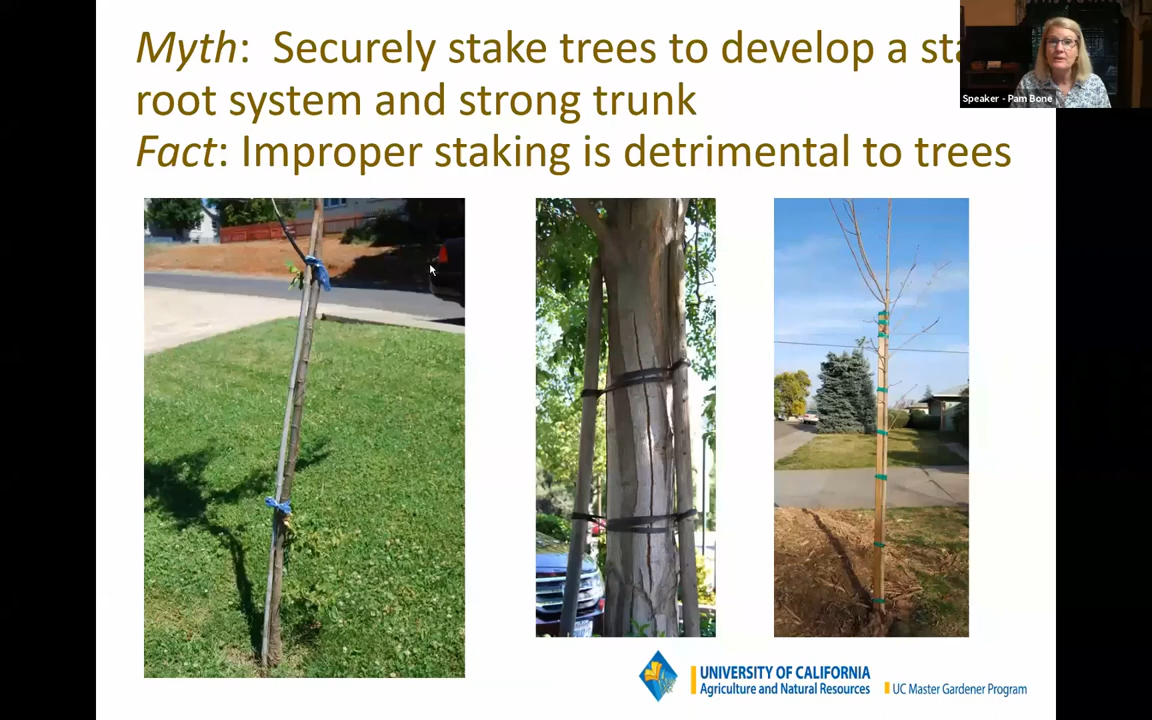 Myth: Securely stake trees to develop a
root system and strong trunk
Fact: Improper staking is detrimental to trees
Speaker - Pam Bone
UNIVERSITY OF CALIFORNIA
Agriculture and Natural Resources
UC Master Gardener Program